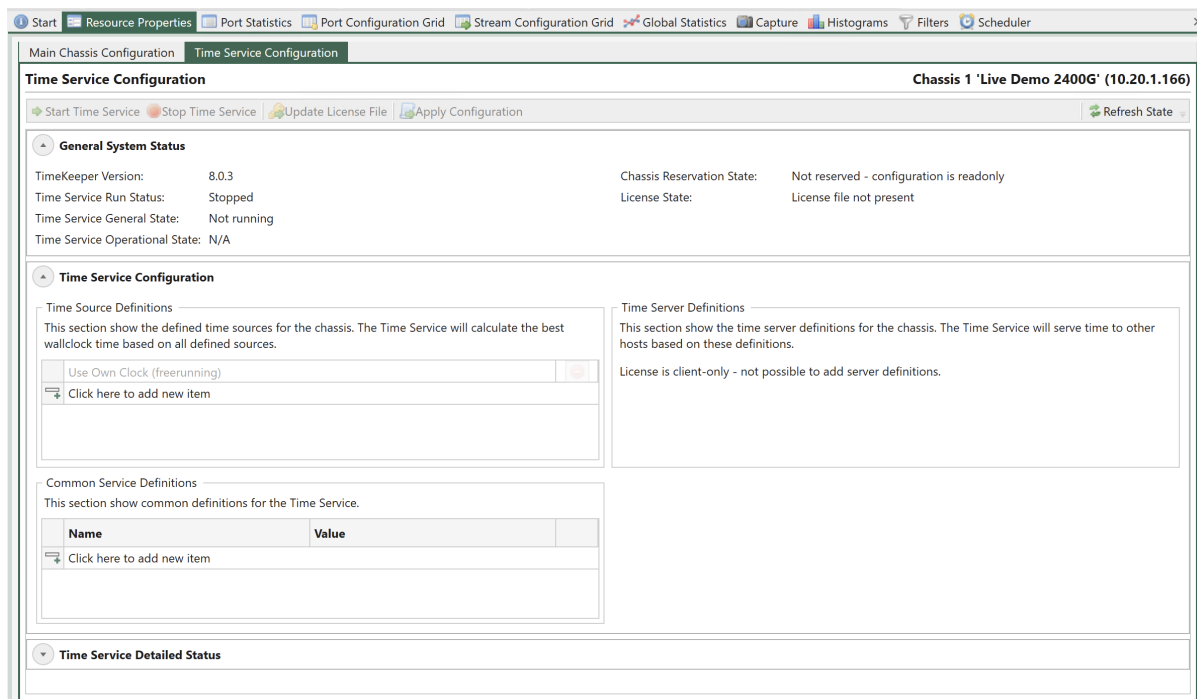 Start Resource Properties Port Statistics Port Configuration Grid Stream Configuration Grid Global Statistics Capture Histograms Filters Scheduler
Main Chassis Configuration Time Service Configuration
Time Service Configuration Chassis 1 'Live Demo 2400G' (10.20.1.166)
Start Time Service Stop Time Service Update License File Apply Configuration Refresh State
General System Status
TimeKeeper Version: 8.0.3 Chassis Reservation State: Not reserved - configuration is readonly
Time Service Run Status: Stopped License State: License file not present
Time Service General State: Not running
Time Service Operational State: N/A
Time Service Configuration
Time Source Definitions
This section show the defined time sources for the chassis. The Time Service will calculate the best
wallclock time based on all defined sources.
Use Own Clock (freerunning)
Click here to add new item
Time Server Definitions
This section show the time server definitions for the chassis. The Time Service will serve time to other
hosts based on these definitions.
License is client-only - not possible to add server definitions.
Common Service Definitions
This section show common definitions for the Time Service.
Name Value
Click here to add new item
Time Service Detailed Status